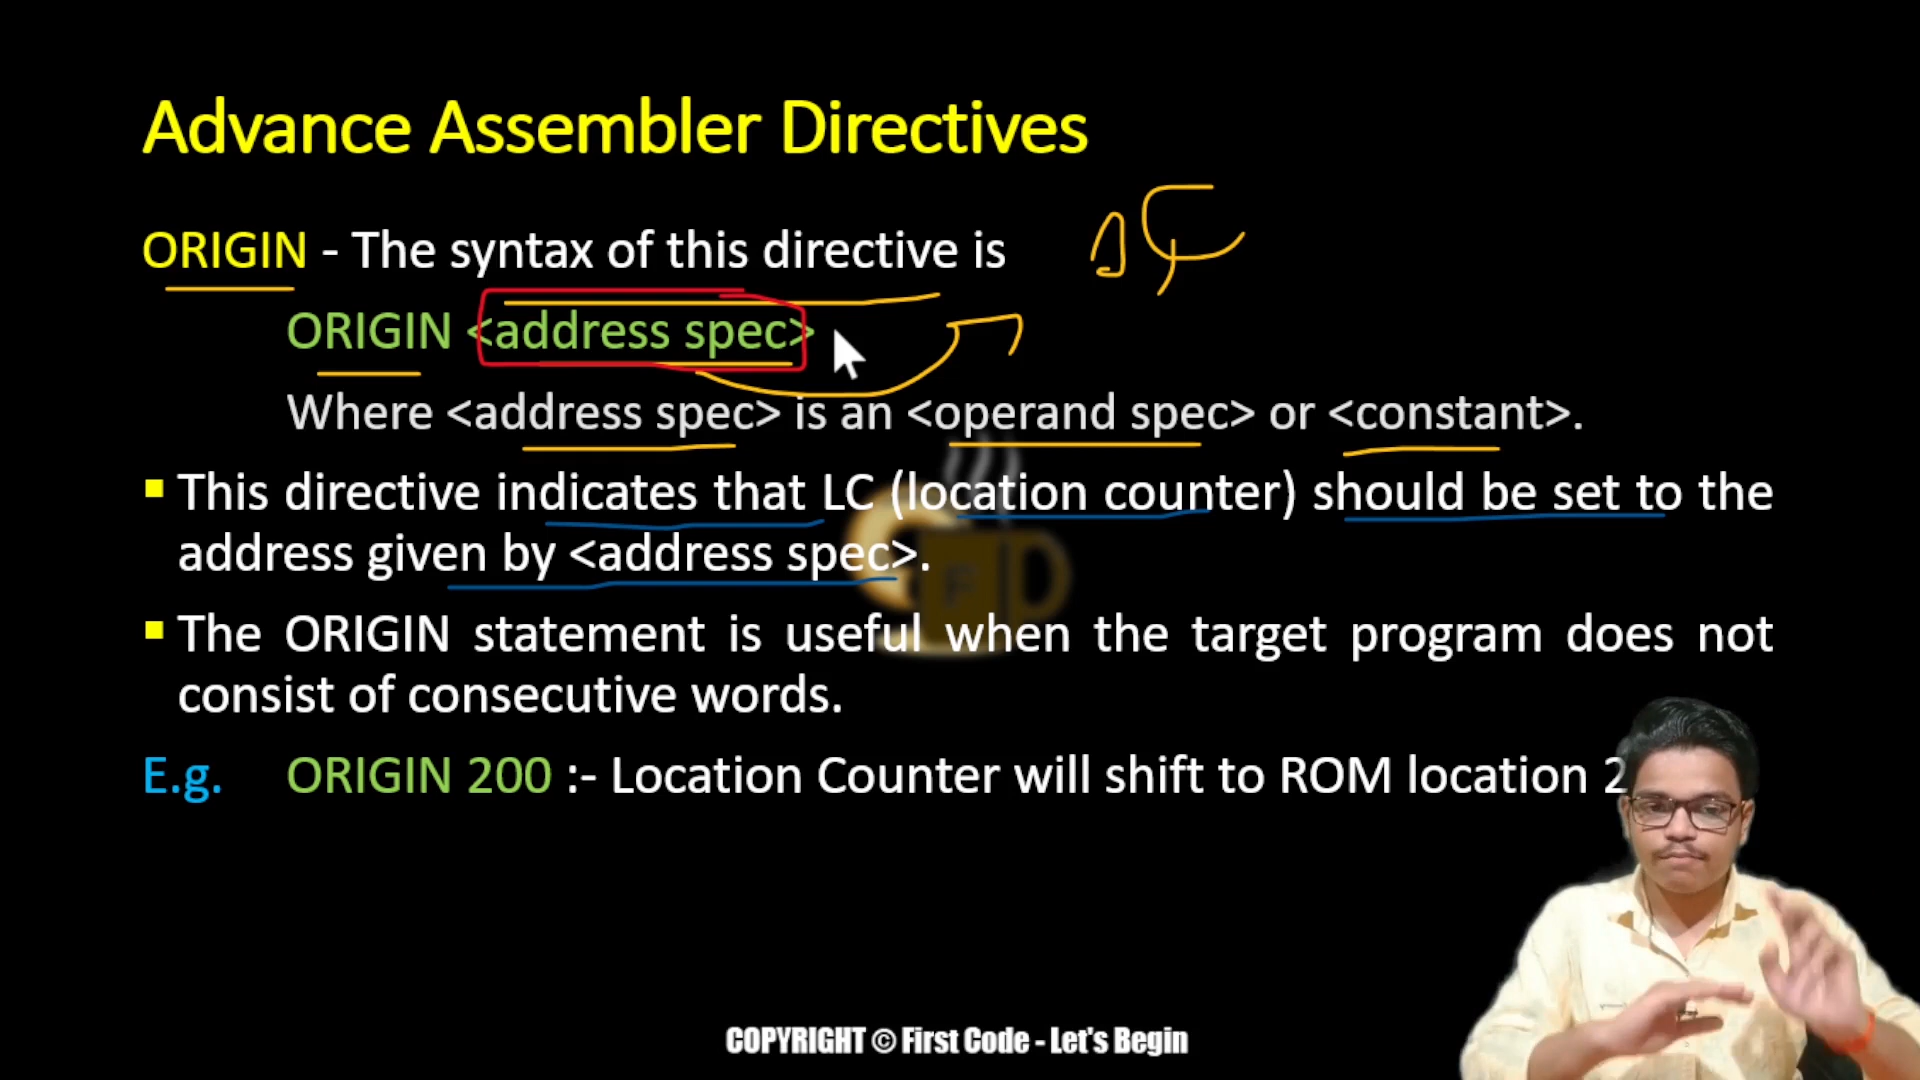 Advance Assembler Directives
ORIGIN - The syntax of this directive is
ORIGIN <address spec>
Where <address spec> is an <operand spec> or <constant>.
▪ This directive indicates that LC (location counter) should be set to the
address given by <address spec>.
▪ The ORIGIN statement is useful when the target program does not
consist of consecutive words.
E.g. ORIGIN 200 :- Location Counter will shift to ROM location 2
F
COPYRIGHT © First Code - Let's Begin